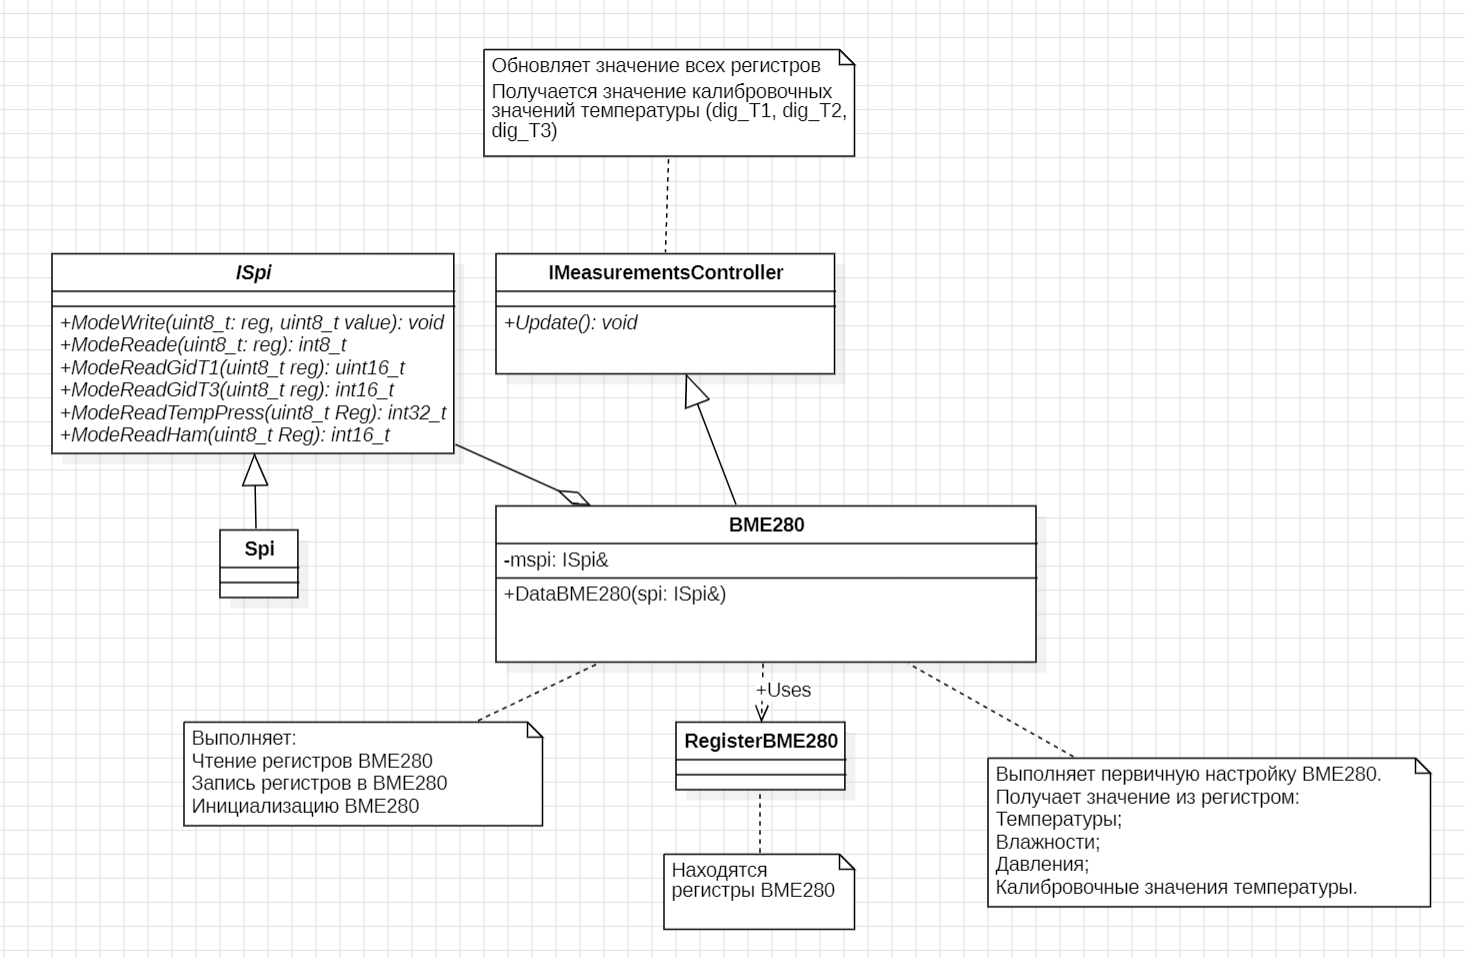 Обновляет значение всех регистров
Получается значение калибровочных
значений температуры (dig_T1, dig_T2,
dig_T3)
ISpi
+ModeWrite(uint8_t: reg, uint8_t value): void
+ModeReade(uint8_t: reg): int8_t
+ModeReadGidT1(uint8_t reg): uint16_t
+ModeReadGidT3(uint8_t reg): int16_t
+ModeReadTempPress(uint8_t Reg): int32_t
+ModeReadHam(uint8_t Reg): int16_t
IMeasurementsController
+Update(): void
Spi
BME280
-mspi: ISpi&
+DataBME280(spi: ISpi&)
+Uses
Выполняет:
Чтение регистров BME280
Запись регистров в BME280
Инициализацию BME280
RegisterBME280
Находятся
регистры BME280
Выполняет первичную настройку BME280.
Получает значение из регистром:
Температуры;
Влажности;
Давления;
Калибровочные значения температуры.